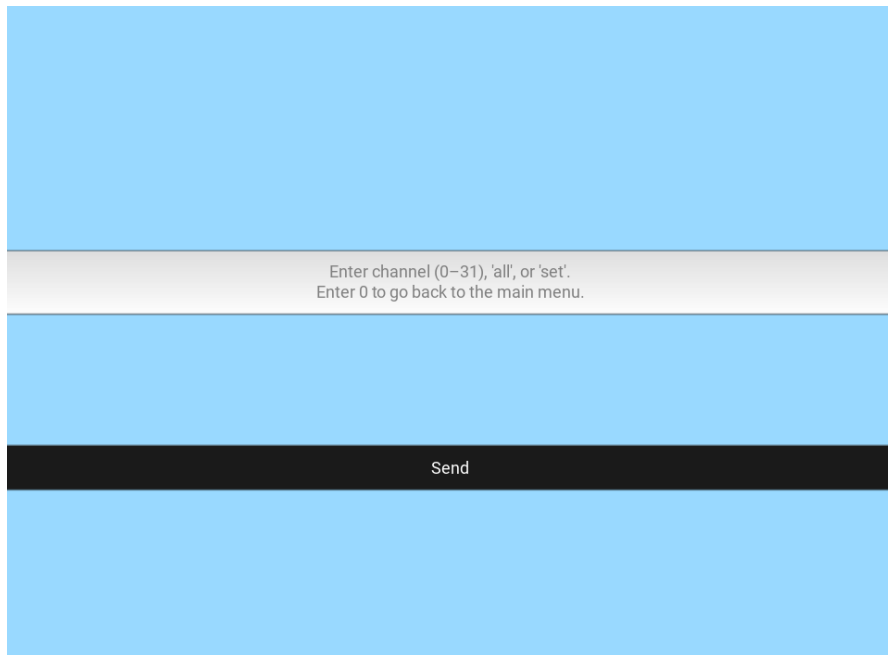 Enter channel (0–31), 'all', or 'set'.
Enter 0 to go back to the main menu.
Send